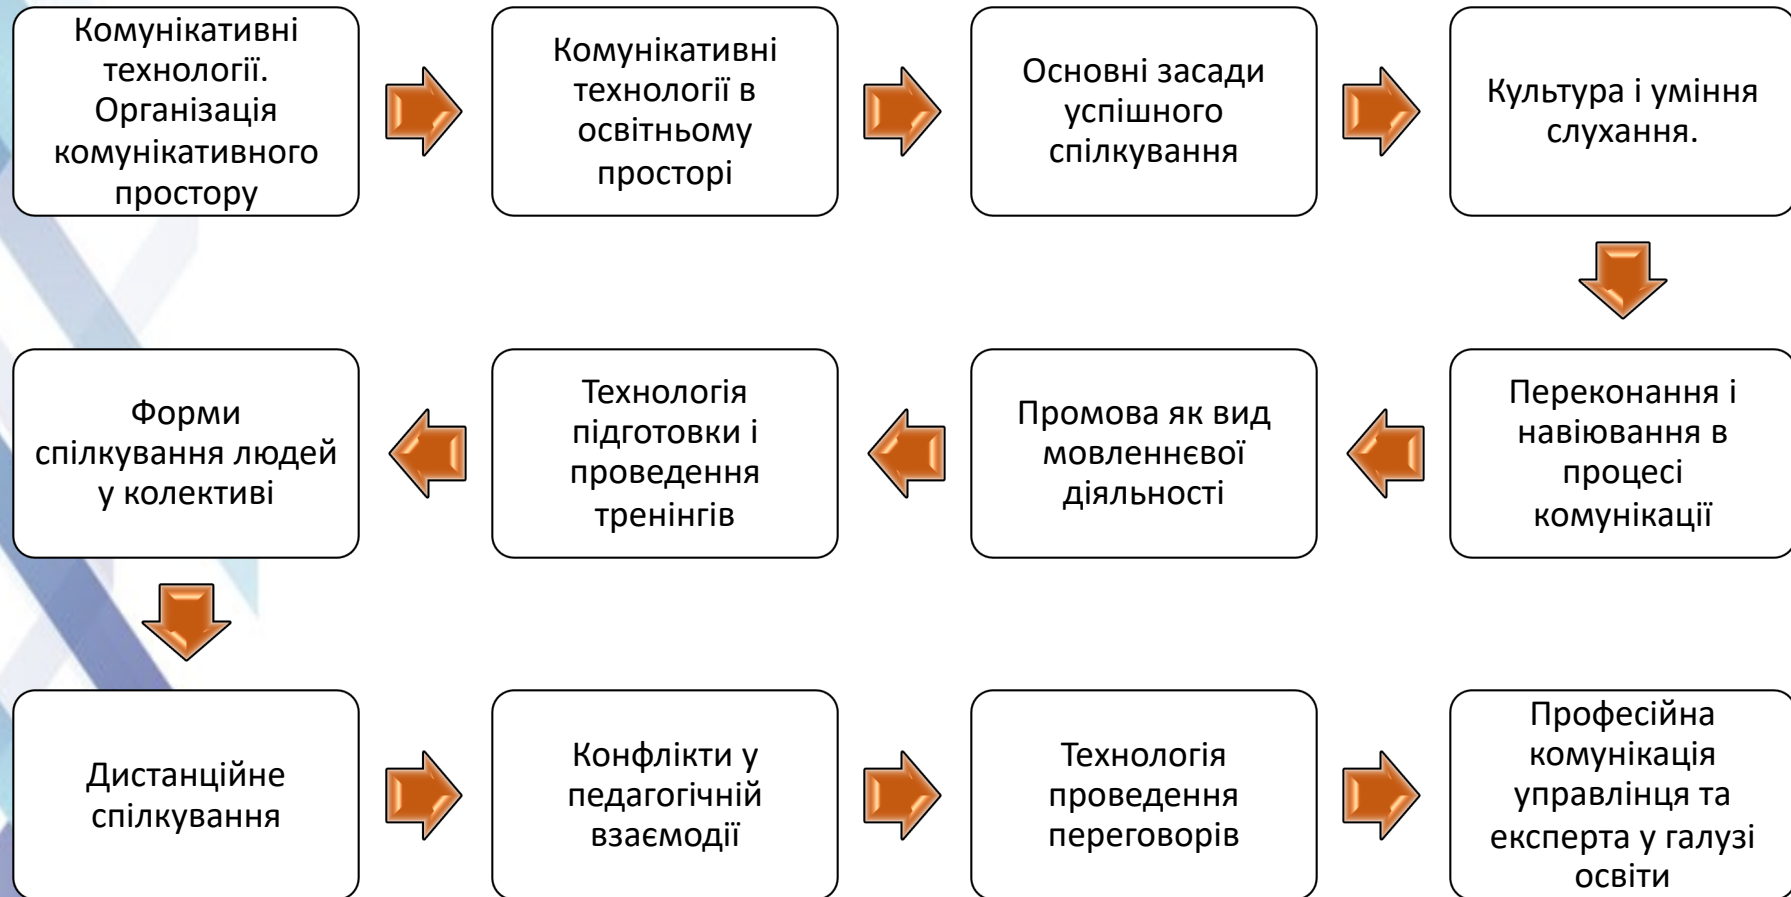 Комунікативні
технології.
Організація
комунікативного
простору
Комунікативні
технології в
освітньому
просторі
Основні засади
успішного
спілкування
Культура і уміння
слухання.
Переконання і
навіювання в
процесі
комунікації
Промова як вид
мовленнєвої
діяльності
Технологія
підготовки і
проведення
тренінгів
Форми
спілкування людей
у колективі
Дистанційне
спілкування
Конфлікти у
педагогічній
взаємодії
Технологія
проведення
переговорів
Професійна
комунікація
управлінця та
експерта у галузі
освіти